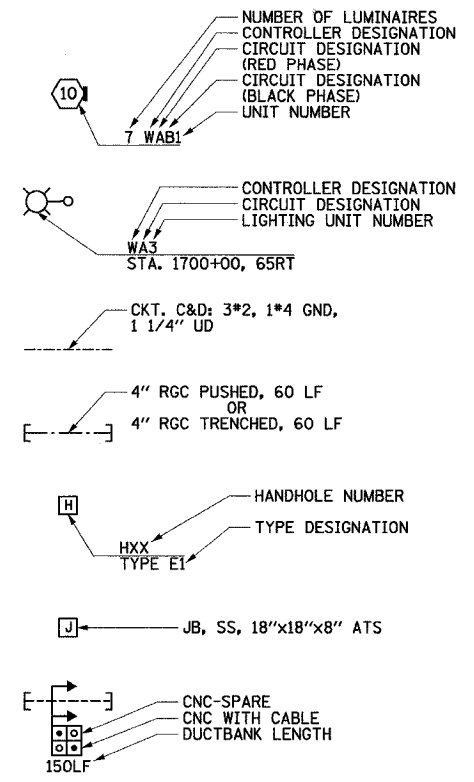 NUMBER OF LUMINAIRES
CONTROLLER DESIGNATION
CIRCUIT DESIGNATION
(RED PHASE)
CIRCUIT DESIGNATION
(BLACK PHASE)
UNIT NUMBER
10
7 WAB1
CONTROLLER DESIGNATION
CIRCUIT DESIGNATION
LIGHTING UNIT NUMBER
WA3
STA. 1700+00, 65RT
CKT. C&D: 3#2, 1#4 GND,
1 1/4" UD
4" RGC PUSHED, 60 LF
OR
4" RGC TRENCHED, 60 LF
HANDHOLE NUMBER
H
TYPE DESIGNATION
HXX
TYPE E1
J
JB, SS, 18"x18"x8" ATS
CNC-SPARE
CNC WITH CABLE
DUCTBANK LENGTH
150LF